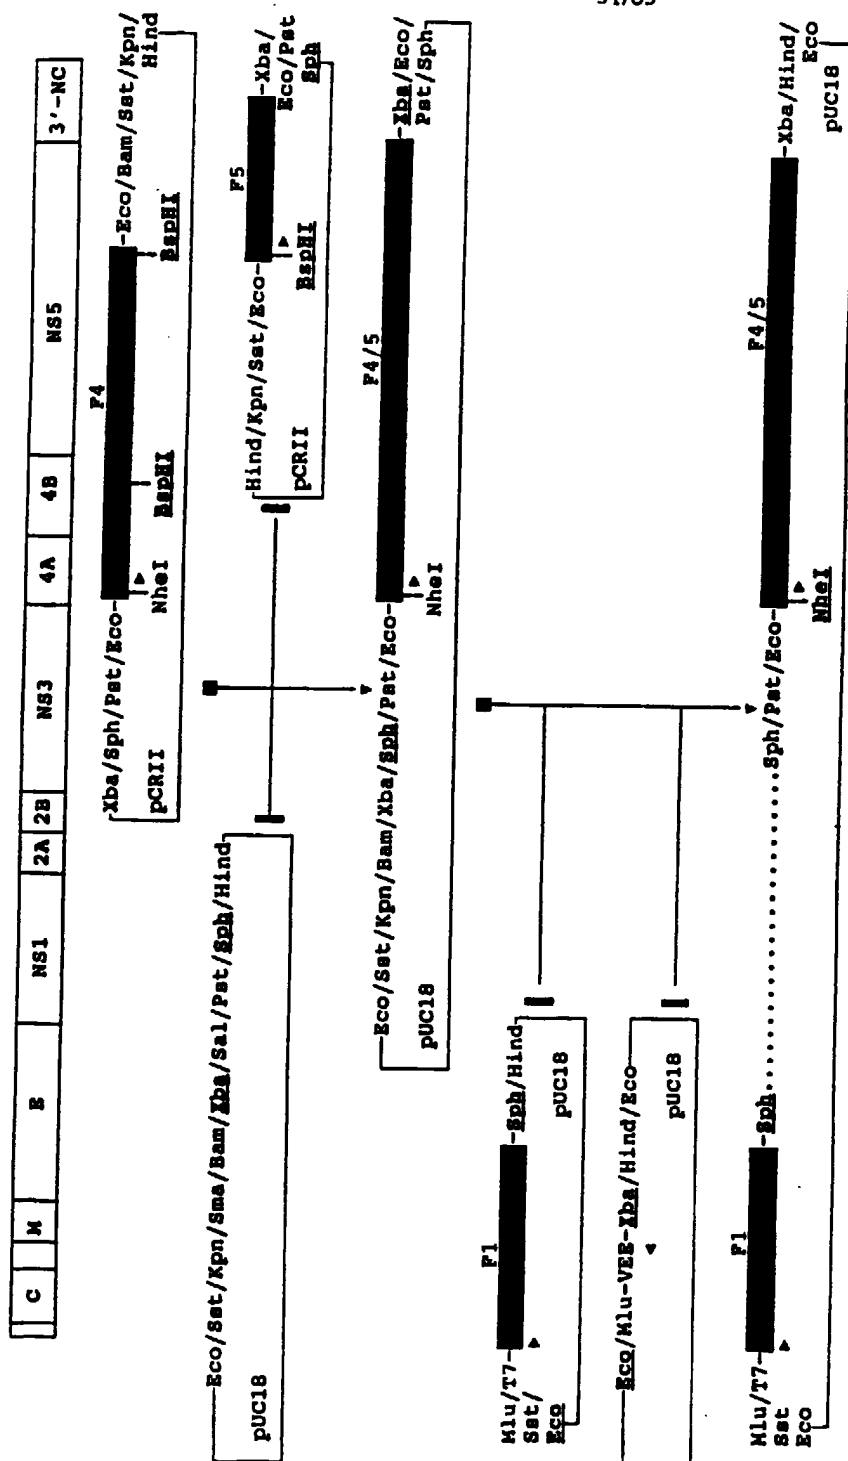 C M E NS1 2A 2B NS3 4A 4B NS5 3'-NC
F4
Xba/Sph/Pst/Eco
Eco/Bam/Sst/Kpn/
Hind
NheI BspHI BspHI
pCRII
Eco/Sst/Kpn/Sma/Bam/Xba/Sal/Pst/Sph/Hind
pUC18
F5
Hind/Kpn/Sst/Eco
Xba/
Eco/Pst
Sph
BspHI
pCRII
F4/5
Eco/Sst/Kpn/Bam/Xba/Sph/Pst/Eco
Xba/Eco/
Pst/Sph
NheI
pUC18
F1
Mlu/T7
Sst/
Eco
Sph/Hind
pUC18
Eco/Mlu-VEE-Xba/Hind/Eco
pUC18
F1
F4/5
Mlu/T7
Sst
Eco
Sph
Sph/Pst/Eco
Xba/Hind/
Eco
NheI
pUC18